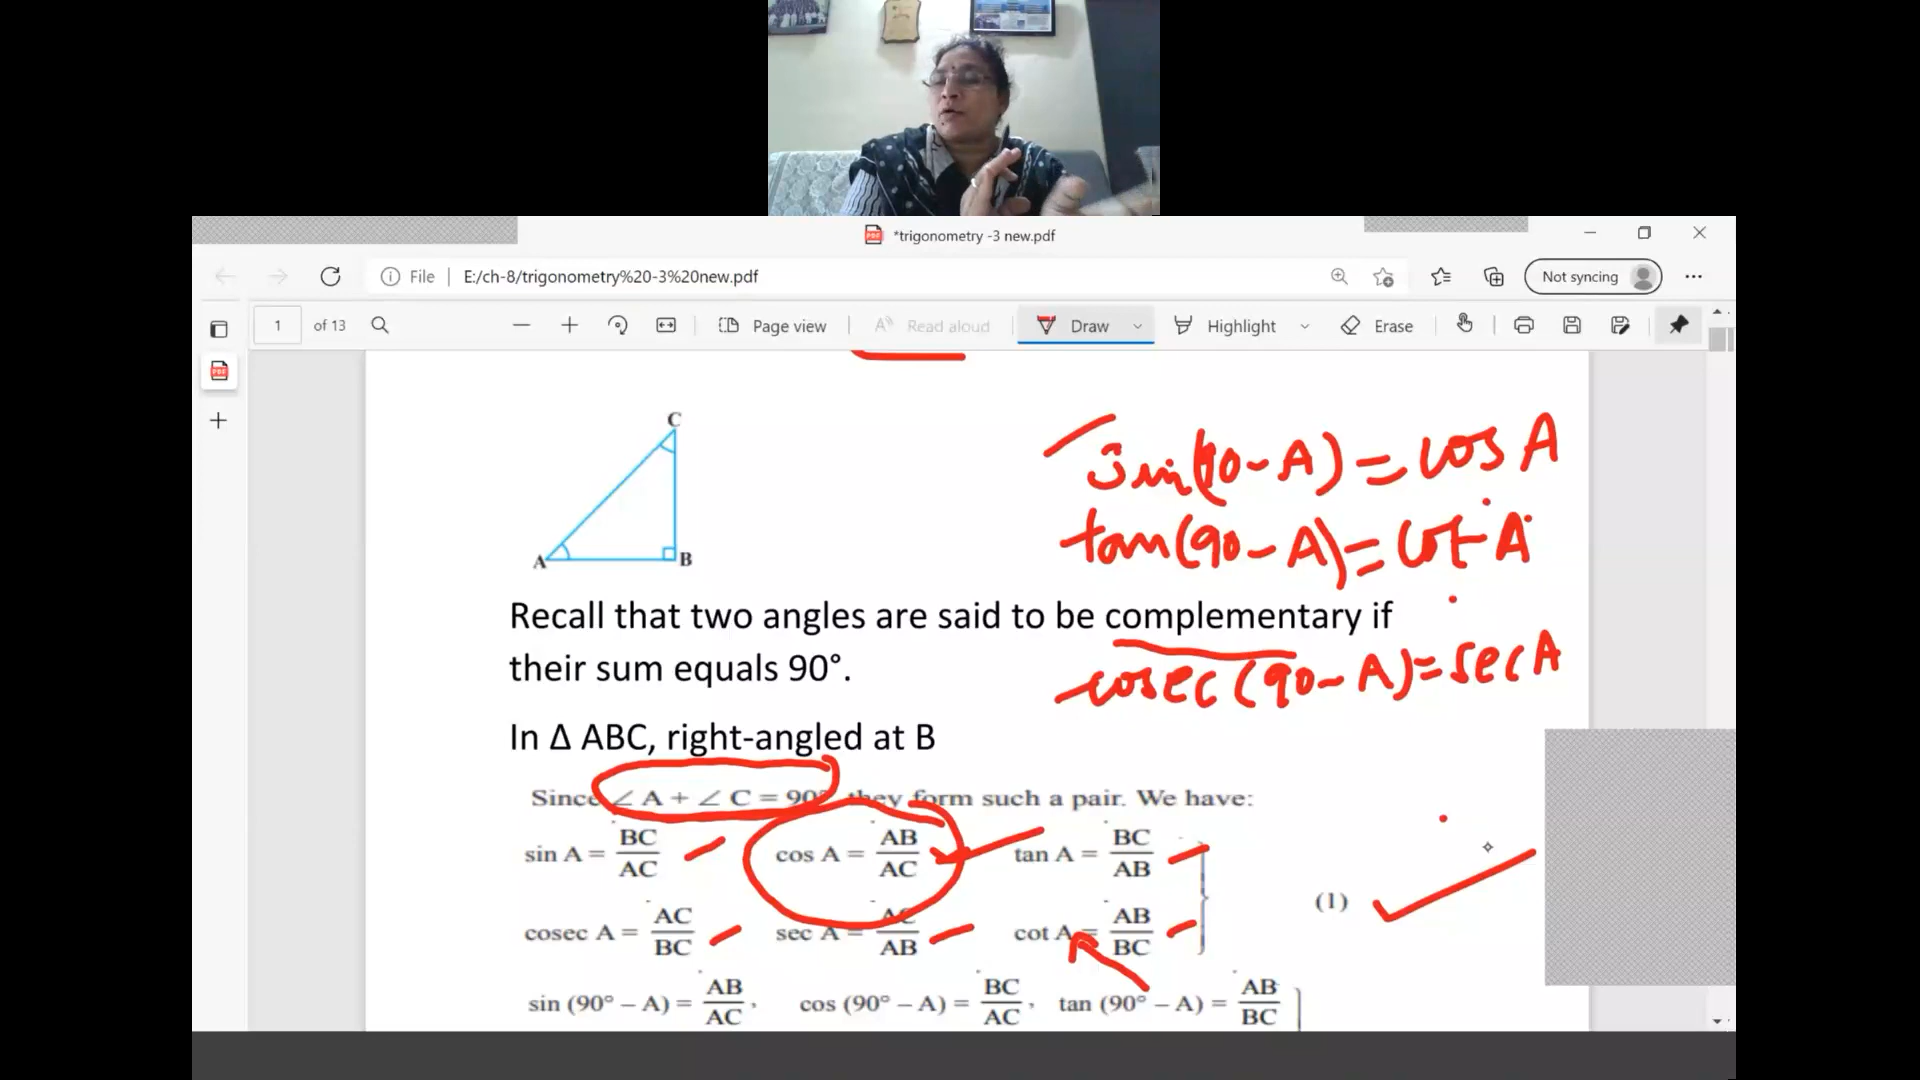 *trigonometry -3 new.pdf
File E:/ch-8/trigonometry%20-3%20new.pdf Not syncing
1 of 13 Page view Read aloud Draw Highlight Erase
C
A B
sin(90-A) = cos A
tan(90-A) = cot A
Recall that two angles are said to be complementary if
their sum equals 90°.
cosec(90-A) = sec A
In Δ ABC, right-angled at B
Since ∠ A + ∠ C = 90°, they form such a pair. We have:
sin A = BC/AC cos A = AB/AC tan A = BC/AB
(1)
cosec A = AC/BC sec A = AC/AB cot A = AB/BC
sin (90° – A) = AB/AC, cos (90° – A) = BC/AC, tan (90° – A) = AB/BC